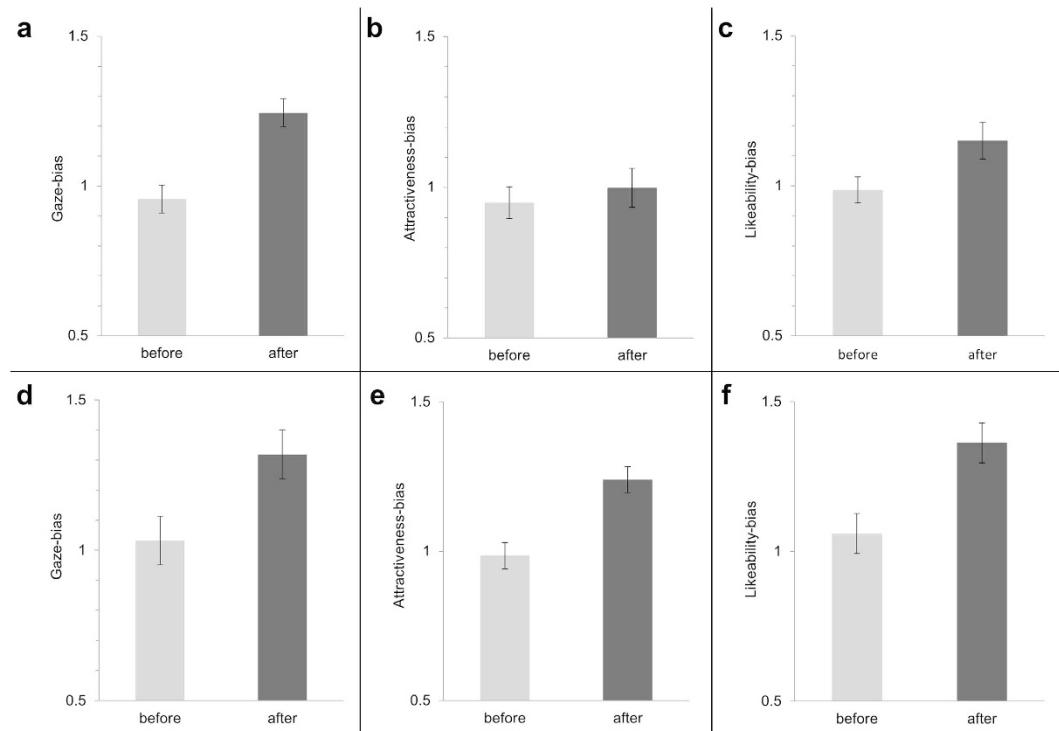 a
1.5
1
0.5
Gaze-bias
before after
b
1.5
1
0.5
Attractiveness-bias
before after
c
1.5
1
0.5
Likeability-bias
before after
d
1.5
1
0.5
Gaze-bias
before after
e
1.5
1
0.5
Attractiveness-bias
before after
f
1.5
1
0.5
Likeability-bias
before after